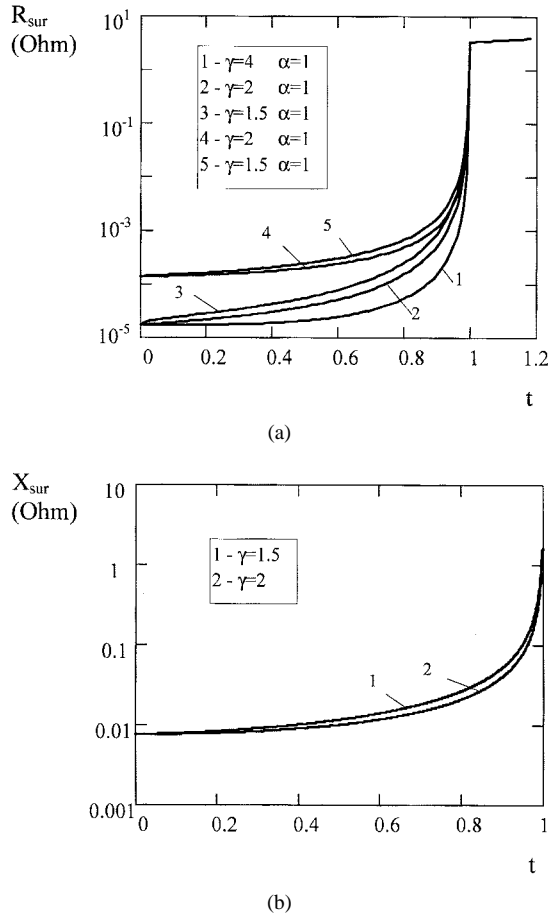 R_sur
(Ohm)
10^1
10^-1
10^-3
10^-5
1 - γ=4 α=1
2 - γ=2 α=1
3 - γ=1.5 α=1
4 - γ=2 α=1
5 - γ=1.5 α=1
4
5
3
2
1
0 0.2 0.4 0.6 0.8 1 1.2
t
(a)
X_sur
(Ohm)
10
1
0.1
0.01
0.001
1 - γ=1.5
2 - γ=2
1
2
0 0.2 0.4 0.6 0.8 1
t
(b)